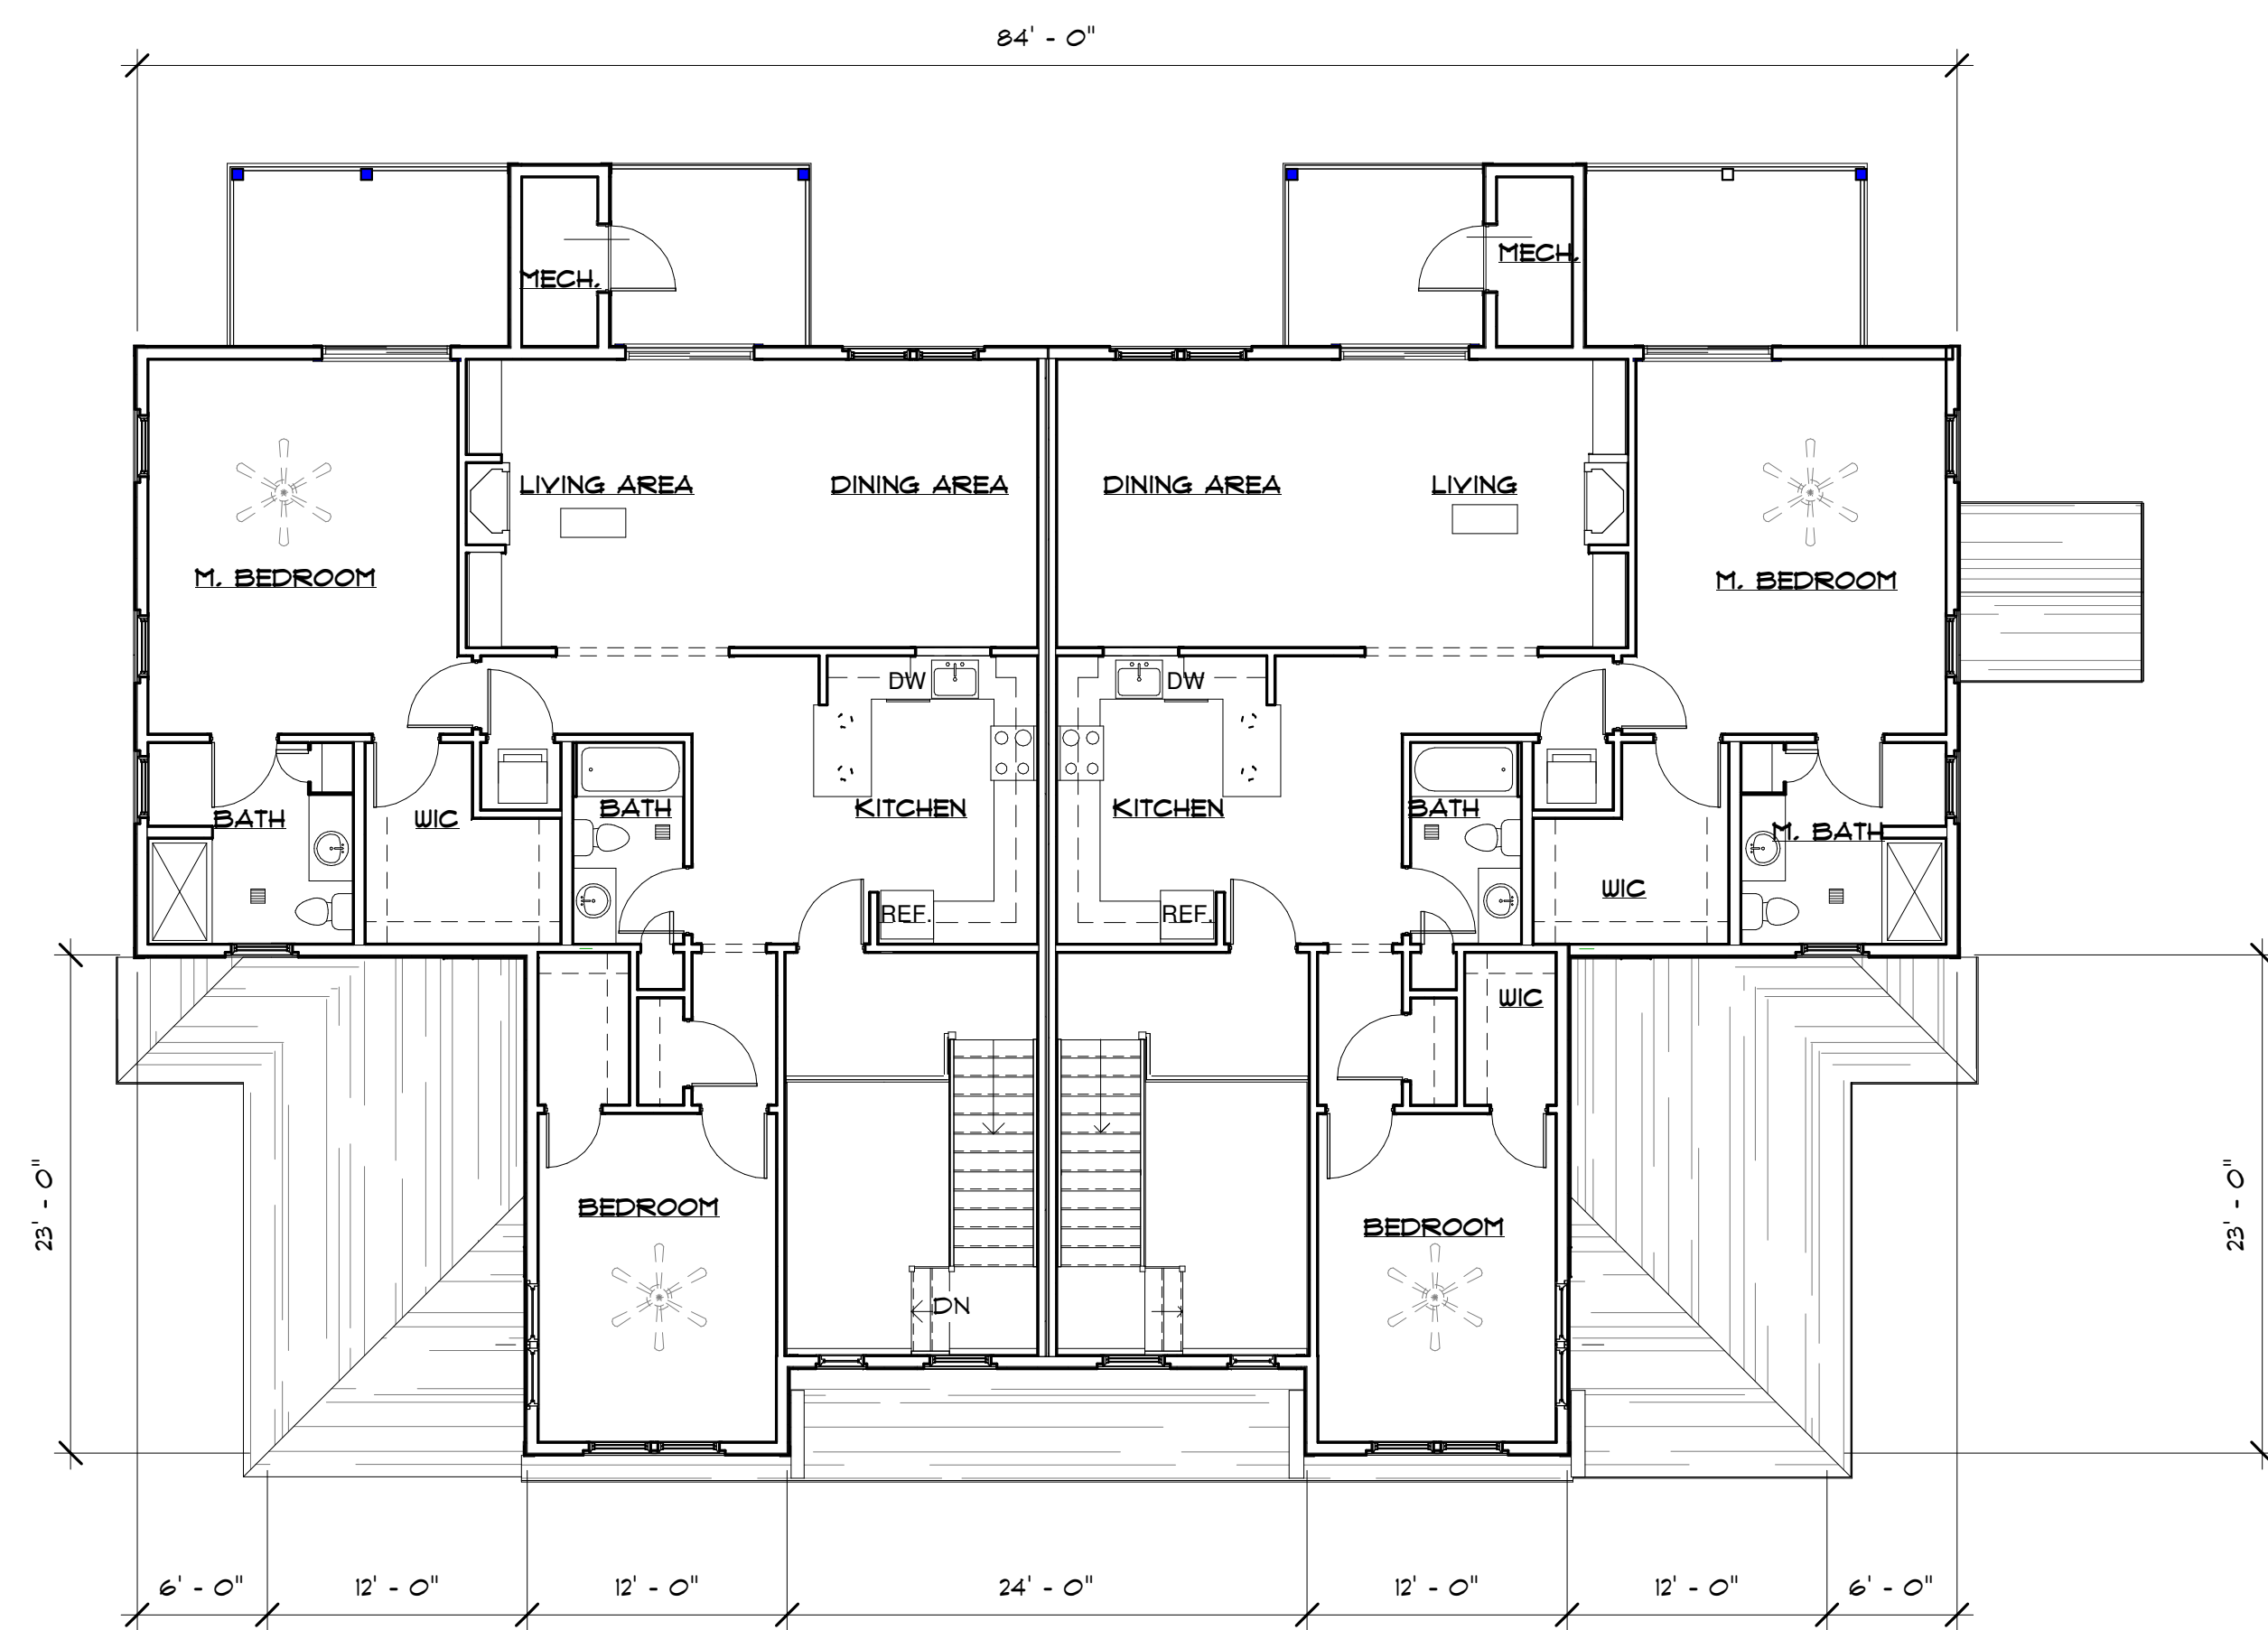 84' - 0"
MECH.
MECH.
LIVING AREA
DINING AREA
DINING AREA
LIVING
M. BEDROOM
M. BEDROOM
DW
DW
BATH
WIC
BATH
KITCHEN
KITCHEN
BATH
M. BATH
WIC
REF.
REF.
WIC
23' - 0"
23' - 0"
BEDROOM
BEDROOM
DN
6' - 0"
12' - 0"
12' - 0"
24' - 0"
12' - 0"
12' - 0"
6' - 0"